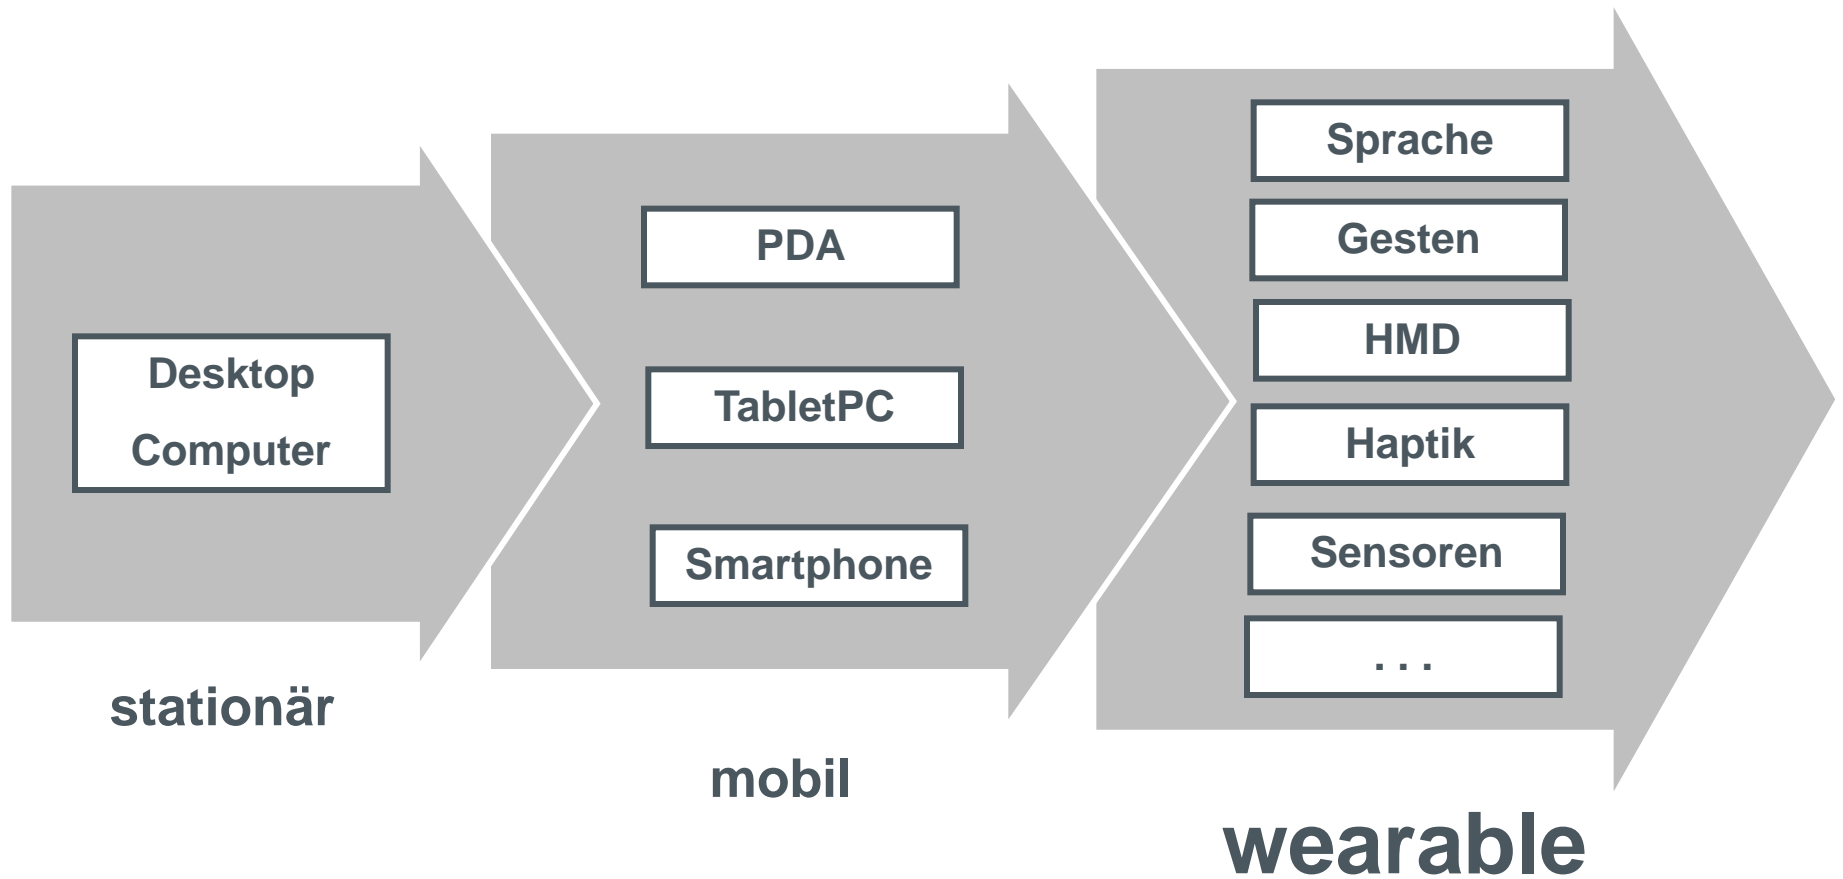 Desktop
Computer
stationär
PDA
TabletPC
Smartphone
mobil
Sprache
Gesten
HMD
Haptik
Sensoren
. . .
wearable